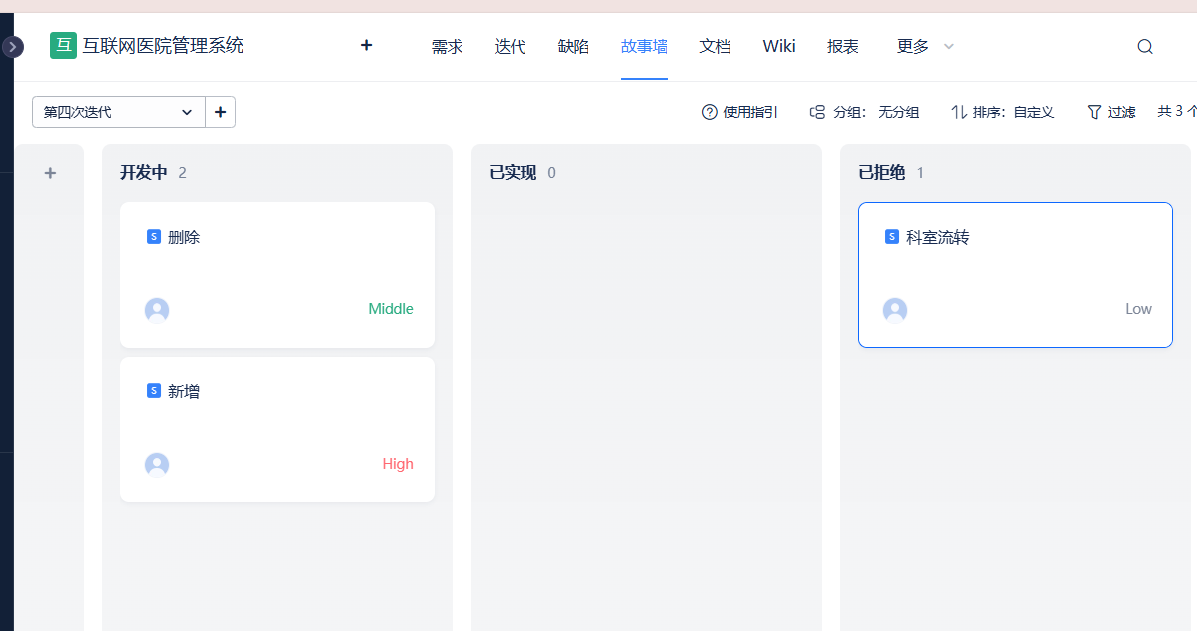 互 互联网医院管理系统 + 需求 迭代 缺陷 故事墙 文档 Wiki 报表 更多
第四次迭代 + 使用指引 分组： 无分组 排序： 自定义 过滤 共 3 个
+ 开发中 2 已实现 0 已拒绝 1
S 删除
Middle
S 新增
High
S 科室流转
Low